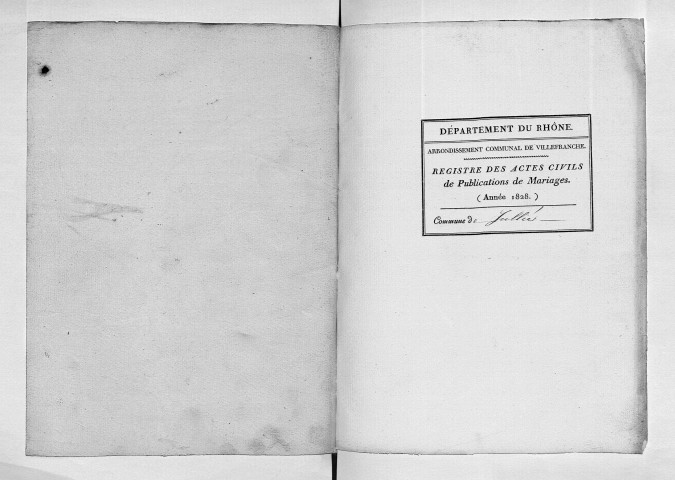 DÉPARTEMENT DU RHÔNE.
ARRONDISSEMENT COMMUNAL DE VILLEFRANCHE.
REGISTRE DES ACTES CIVILS
de Publications de Mariages.
( Année 1828. )
Commune de Jullié